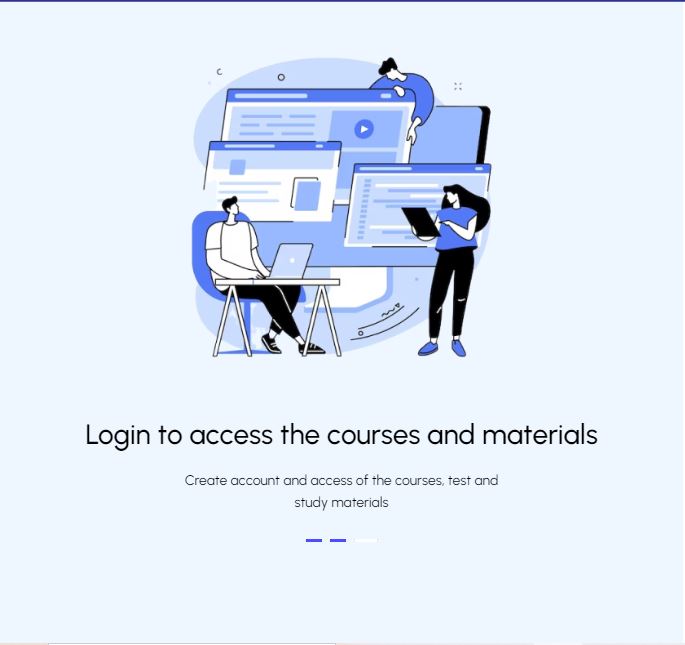 Login to access the courses and materials
Create account and access of the courses, test and
study materials